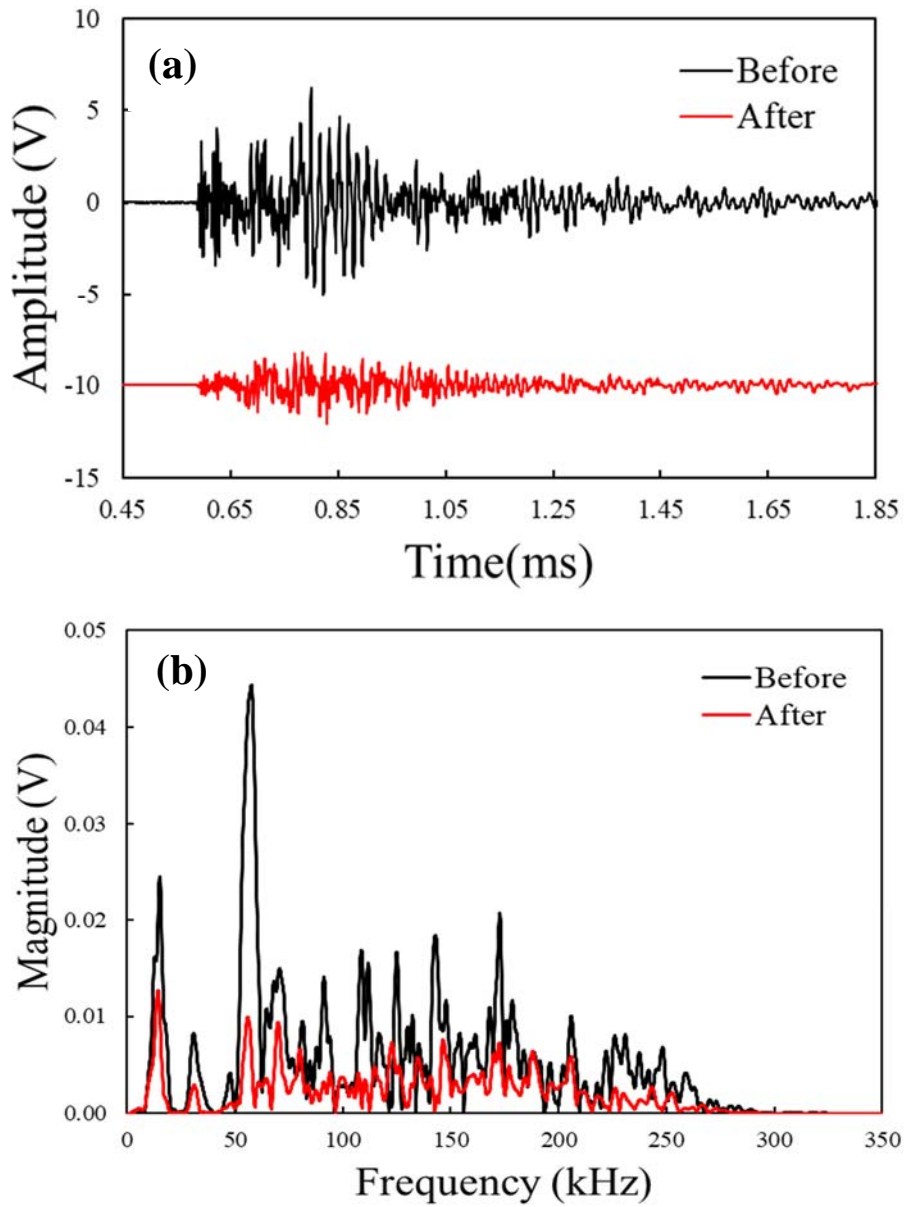 (a)
Before
After
10
5
0
-5
-10
-15
Amplitude (V)
0.45 0.65 0.85 1.05 1.25 1.45 1.65 1.85
Time(ms)
(b)
Before
After
0.05
0.04
0.03
0.02
0.01
0.00
Magnitude (V)
0 50 100 150 200 250 300 350
Frequency (kHz)